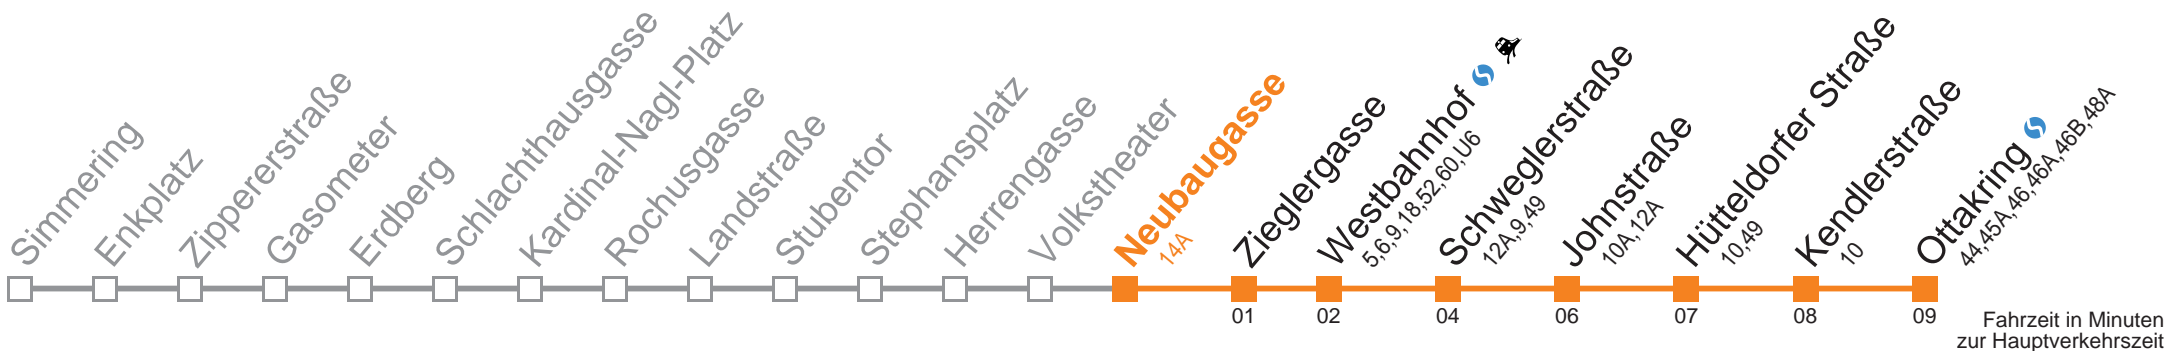 Simmering
Enkplatz
Zippererstraße
Gasometer
Erdberg
Schlachthausgasse
Kardinal-Nagl-Platz
Rochusgasse
Landstraße
Stubentor
Stephansplatz
Herrengasse
Volkstheater
Neubaugasse
14A
Zieglergasse
Westbahnhof
5,6,9,18,52,60,U6
Schweglerstraße
12A,9,49
Johnstraße
10A,12A
Hütteldorfer Straße
10,49
Kendlerstraße
10
Ottakring
44,45A,46,46A,46B,48A
01 02 04 06 07 08 09
Fahrzeit in Minuten
zur Hauptverkehrszeit